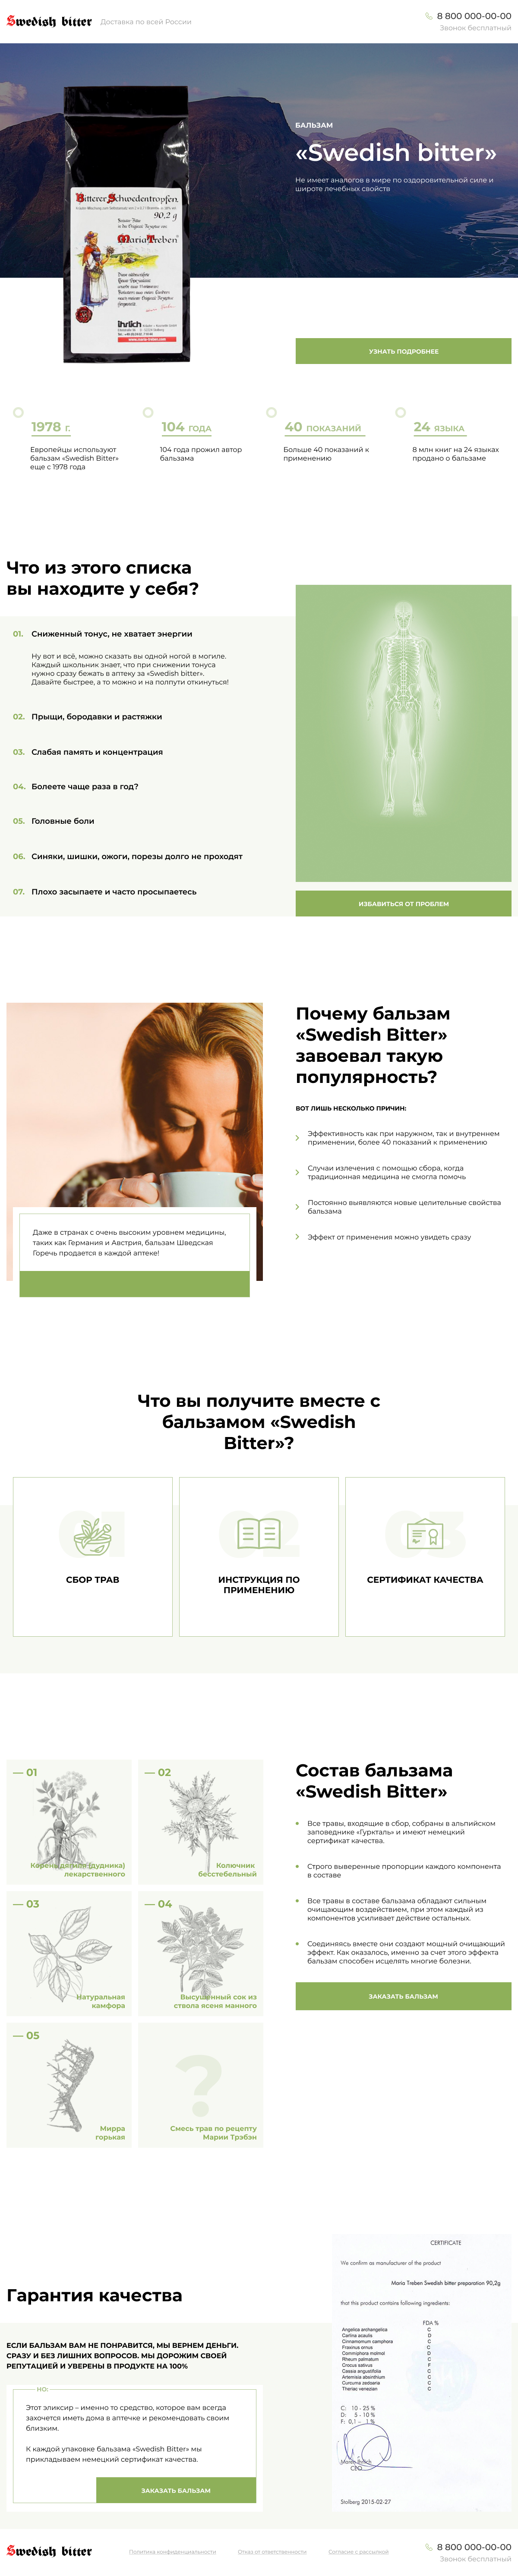 Swedish bitter
Доставка по всей России
8 800 000-00-00
Звонок бесплатный
Bitterer Schwedentropfen
90,2 g
Maria Treben
ihrlich
www.maria-treben.com
БАЛЬЗАМ
«Swedish bitter»
Не имеет аналогов в мире по оздоровительной силе и
широте лечебных свойств
УЗНАТЬ ПОДРОБНЕЕ
1978 г.
Европейцы используют
бальзам «Swedish Bitter»
еще с 1978 года
104 ГОДА
104 года прожил автор
бальзама
40 ПОКАЗАНИЙ
Больше 40 показаний к
применению
24 ЯЗЫКА
8 млн книг на 24 языках
продано о бальзаме
Что из этого списка
вы находите у себя?
01. Сниженный тонус, не хватает энергии
Ну вот и всё, можно сказать вы одной ногой в могиле.
Каждый школьник знает, что при снижении тонуса
нужно сразу бежать в аптеку за «Swedish bitter».
Давайте быстрее, а то можно и на полпути откинуться!
02. Прыщи, бородавки и растяжки
03. Слабая память и концентрация
04. Болеете чаще раза в год?
05. Головные боли
06. Синяки, шишки, ожоги, порезы долго не проходят
07. Плохо засыпаете и часто просыпаетесь
ИЗБАВИТЬСЯ ОТ ПРОБЛЕМ
Даже в странах с очень высоким уровнем медицины,
таких как Германия и Австрия, бальзам Шведская
Горечь продается в каждой аптеке!
Почему бальзам
«Swedish Bitter»
завоевал такую
популярность?
ВОТ ЛИШЬ НЕСКОЛЬКО ПРИЧИН:
Эффективность как при наружном, так и внутреннем
применении, более 40 показаний к применению
Случаи излечения с помощью сбора, когда
традиционная медицина не смогла помочь
Постоянно выявляются новые целительные свойства
бальзама
Эффект от применения можно увидеть сразу
Что вы получите вместе с
бальзамом «Swedish
Bitter»?
01
СБОР ТРАВ
02
ИНСТРУКЦИЯ ПО
ПРИМЕНЕНИЮ
03
СЕРТИФИКАТ КАЧЕСТВА
— 01
Корень дягиля (дудника)
лекарственного
— 02
Колючник
бесстебельный
— 03
Натуральная
камфора
— 04
Высушенный сок из
ствола ясеня манного
— 05
Мирра
горькая
?
Смесь трав по рецепту
Марии Трэбэн
Состав бальзама
«Swedish Bitter»
Все травы, входящие в сбор, собраны в альпийском
заповеднике «Гуркталь» и имеют немецкий
сертификат качества.
Строго выверенные пропорции каждого компонента
в составе
Все травы в составе бальзама обладают сильным
очищающим воздействием, при этом каждый из
компонентов усиливает действие остальных.
Соединяясь вместе они создают мощный очищающий
эффект. Как оказалось, именно за счет этого эффекта
бальзам способен исцелять многие болезни.
ЗАКАЗАТЬ БАЛЬЗАМ
Гарантия качества
ЕСЛИ БАЛЬЗАМ ВАМ НЕ ПОНРАВИТСЯ, МЫ ВЕРНЕМ ДЕНЬГИ.
СРАЗУ И БЕЗ ЛИШНИХ ВОПРОСОВ. МЫ ДОРОЖИМ СВОЕЙ
РЕПУТАЦИЕЙ И УВЕРЕНЫ В ПРОДУКТЕ НА 100%
НО:
Этот эликсир – именно то средство, которое вам всегда
захочется иметь дома в аптечке и рекомендовать своим
близким.
К каждой упаковке бальзама «Swedish Bitter» мы
прикладываем немецкий сертификат качества.
ЗАКАЗАТЬ БАЛЬЗАМ
CERTIFICATE
We confirm as manufacturer of the product
Maria Treben Swedish bitter preparation 90,2g
that this product contains following ingredients:
FDA %
Angelica archangelica C
Carlina acaulis D
Cinnamomum camphora C
Fraxinus ornus C
Commiphora molmol D
Rheum palmatum C
Crocus sativus F
Cassia angustifolia C
Artemisia absinthium C
Curcuma zedoaria C
Theriac venezian C
C: 10 - 25 %
D: 5 - 10 %
F: 0,1 – 1 %
CEO
Stolberg 2015-02-27
Swedish bitter
Политика конфиденциальности
Отказ от ответственности
Согласие с рассылкой
8 800 000-00-00
Звонок бесплатный